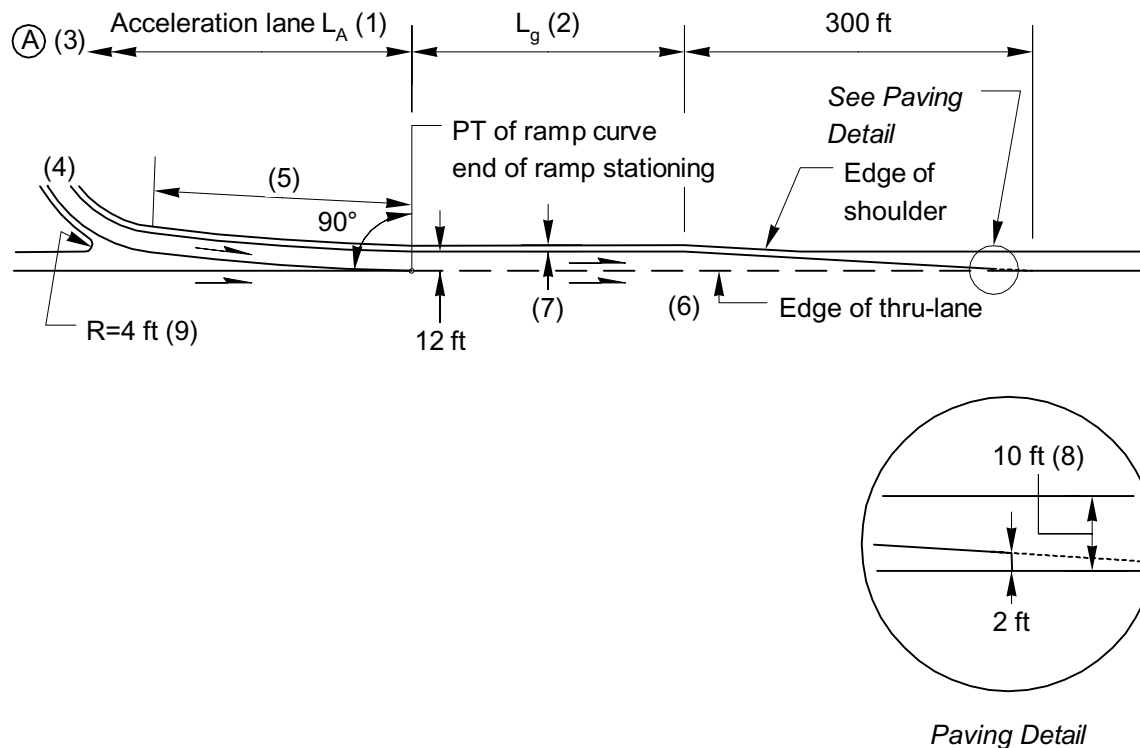 Acceleration lane LA (1)
Lg (2)
300 ft
A (3)
See Paving
Detail
PT of ramp curve
end of ramp stationing
Edge of
shoulder
(4)
(5)
90°
R=4 ft (9)
12 ft
(7)
(6)
Edge of thru-lane
10 ft (8)
2 ft
Paving Detail